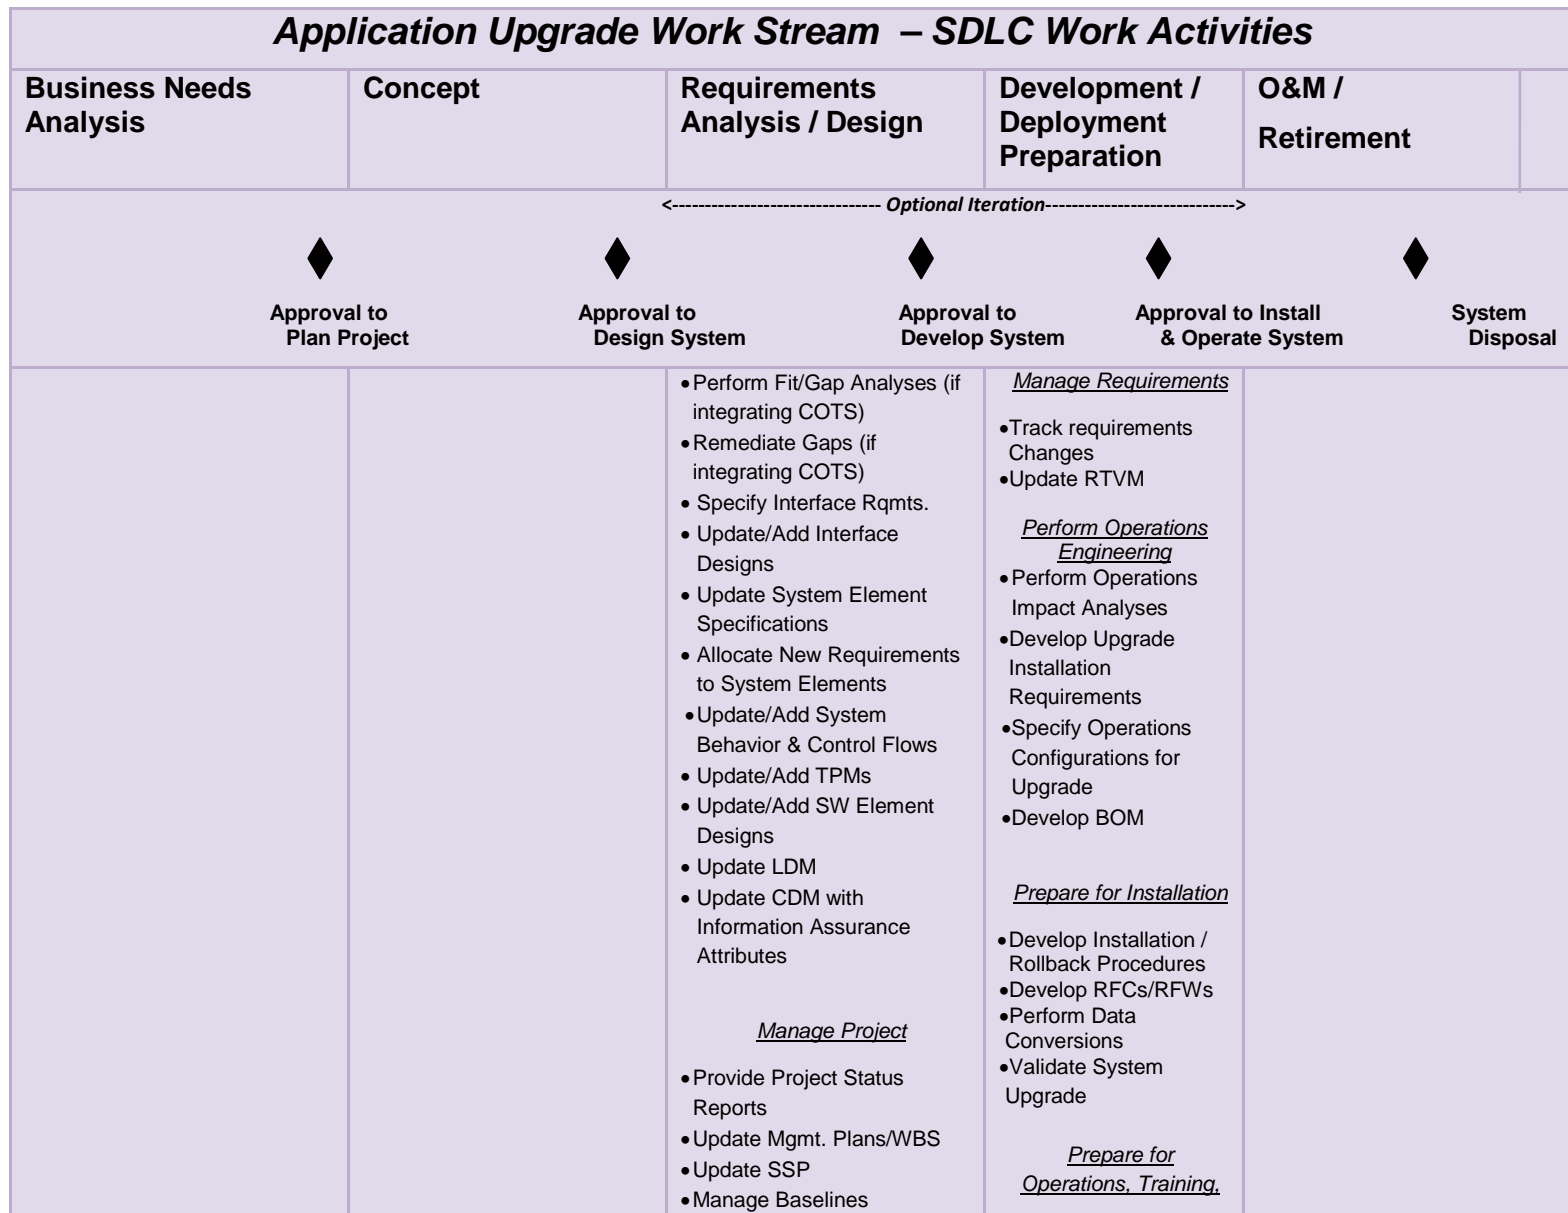 Application Upgrade Work Stream – SDLC Work Activities
Business Needs
Analysis
Concept
Requirements
Analysis / Design
Development /
Deployment
Preparation
O&M /
Retirement
<-------------------------------- Optional Iteration----------------------------->
Approval to
Plan Project
Approval to
Design System
Approval to
Develop System
Approval to Install
& Operate System
System
Disposal
•Perform Fit/Gap Analyses (if
integrating COTS)
•Remediate Gaps (if
integrating COTS)
• Specify Interface Rqmts.
• Update/Add Interface
Designs
• Update System Element
Specifications
• Allocate New Requirements
to System Elements
•Update/Add System
Behavior & Control Flows
• Update/Add TPMs
• Update/Add SW Element
Designs
• Update LDM
• Update CDM with
Information Assurance
Attributes
Manage Project
•Provide Project Status
Reports
•Update Mgmt. Plans/WBS
•Update SSP
•Manage Baselines
Manage Requirements
•Track requirements
Changes
•Update RTVM
Perform Operations
Engineering
•Perform Operations
Impact Analyses
•Develop Upgrade
Installation
Requirements
•Specify Operations
Configurations for
Upgrade
•Develop BOM
Prepare for Installation
•Develop Installation /
Rollback Procedures
•Develop RFCs/RFWs
•Perform Data
Conversions
•Validate System
Upgrade
Prepare for
Operations, Training,